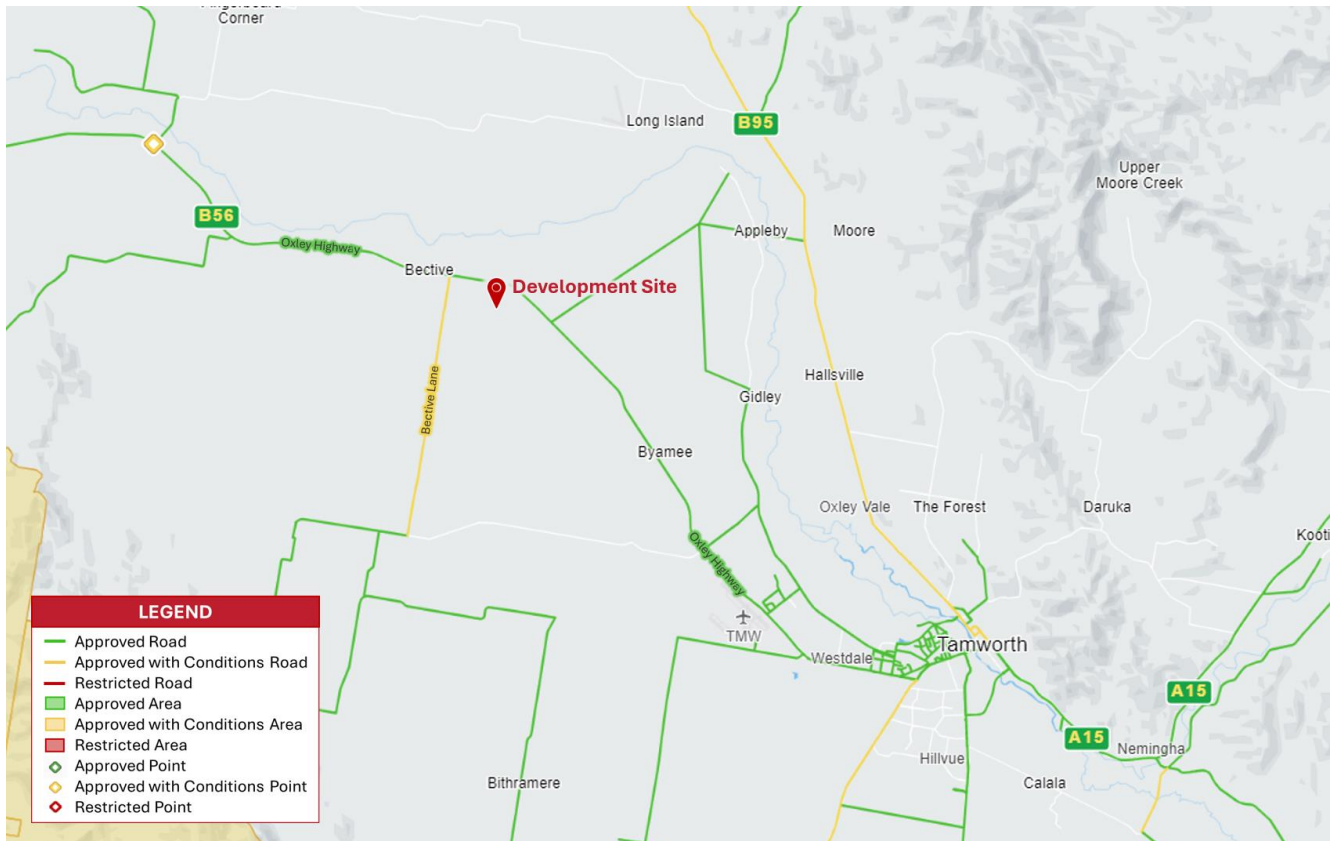 Corner
Long Island
B95
Upper
Moore Creek
B56
Oxley Highway
Appleby
Moore
Bective
Development Site
Bective Lane
Hallsville
Gidley
Byamee
Oxley Vale
The Forest
Daruka
Oxley Highway
TMW
Westdale
Tamworth
A15
A15
Nemingha
Hillvue
Calala
Bithramere
LEGEND
Approved Road
Approved with Conditions Road
Restricted Road
Approved Area
Approved with Conditions Area
Restricted Area
Approved Point
Approved with Conditions Point
Restricted Point